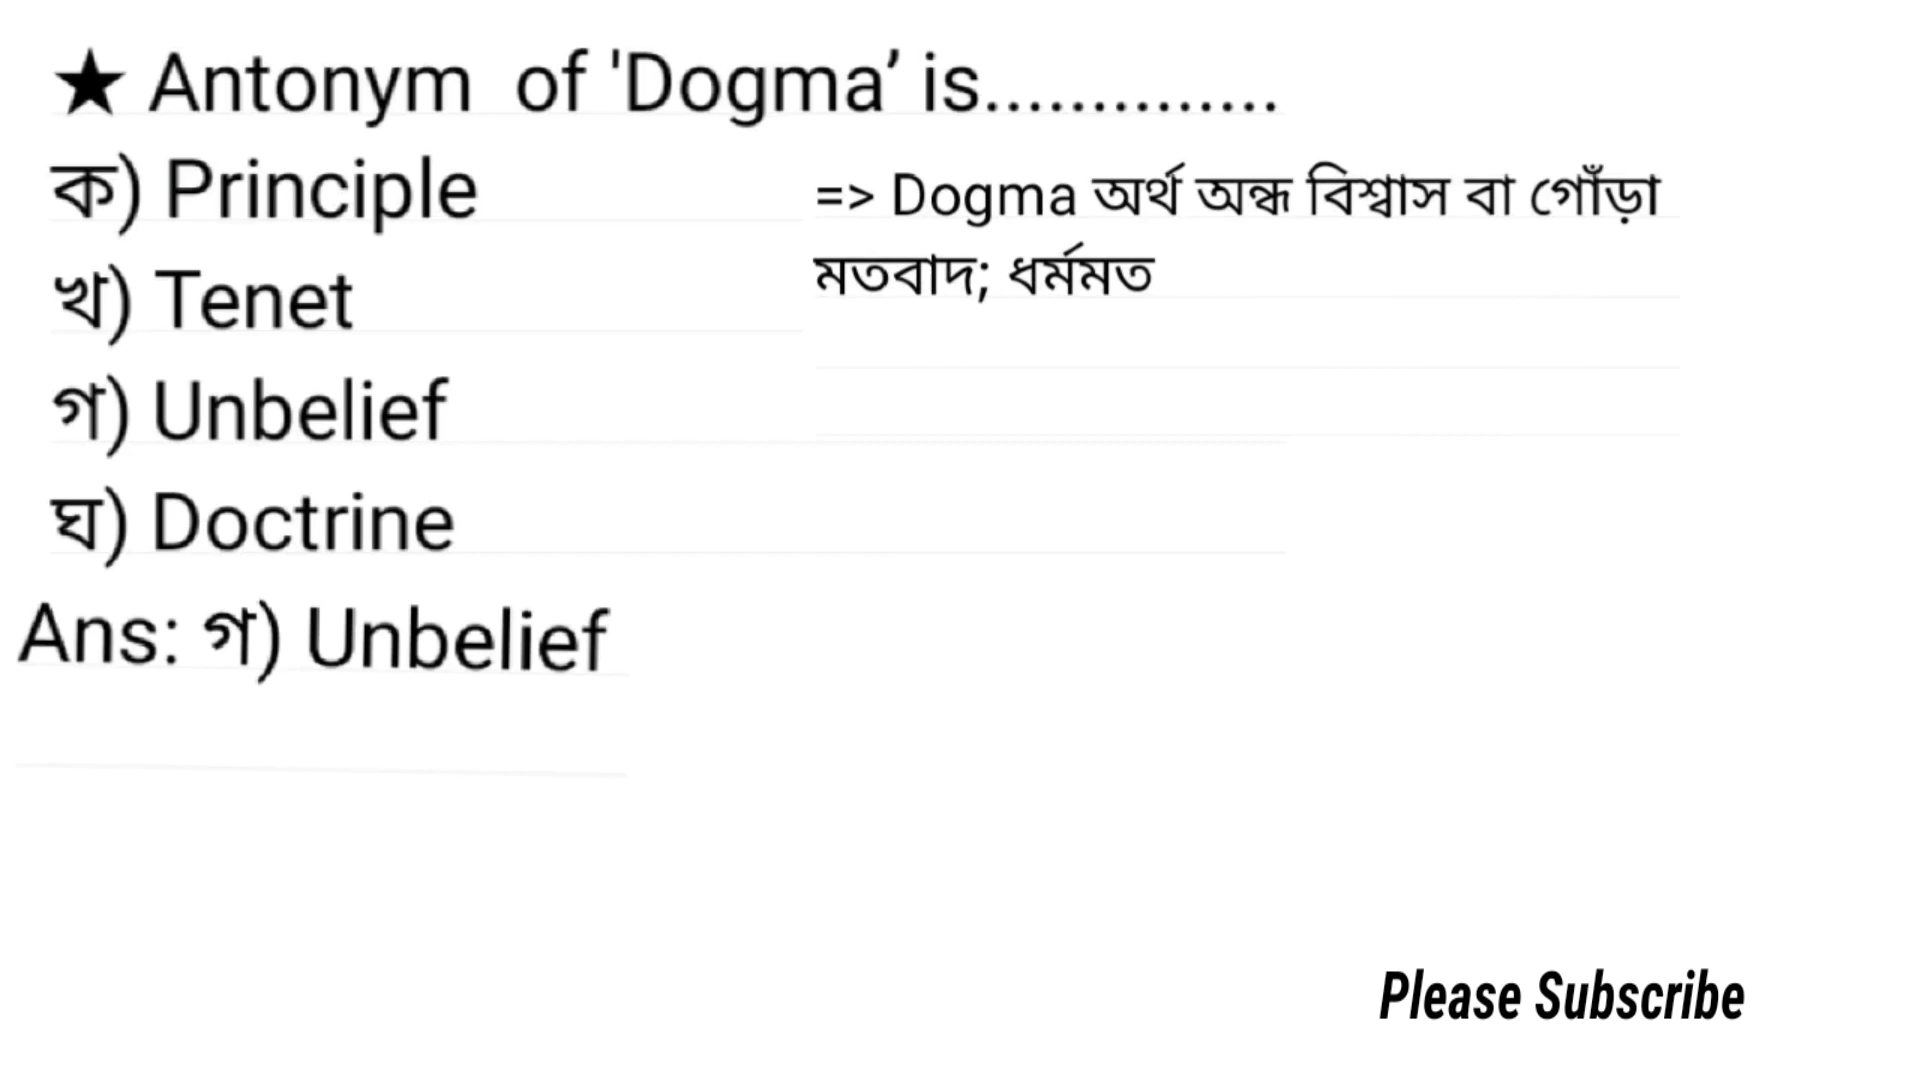 ★ Antonym of 'Dogma’ is..............
ক) Principle
=> Dogma অর্থ অন্ধ বিশ্বাস বা গোঁড়া
মতবাদ; ধর্মমত
খ) Tenet
গ) Unbelief
ঘ) Doctrine
Ans: গ) Unbelief
Please Subscribe